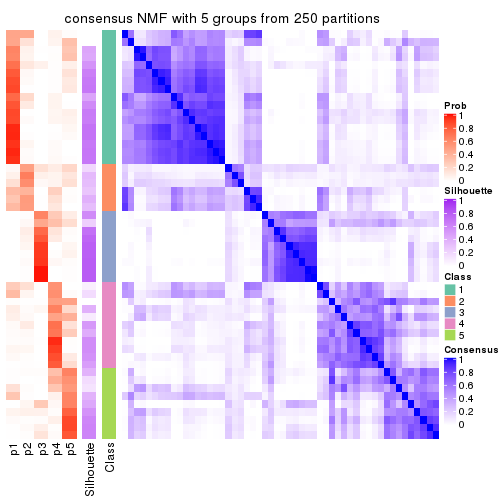 consensus NMF with 5 groups from 250 partitions
Prob
1
0.8
0.6
0.4
0.2
0
Silhouette
1
0.8
0.6
0.4
0.2
0
Class
1
2
3
4
5
Consensus
1
0.8
0.6
0.4
0.2
0
p1
p2
p3
p4
p5
Silhouette
Class